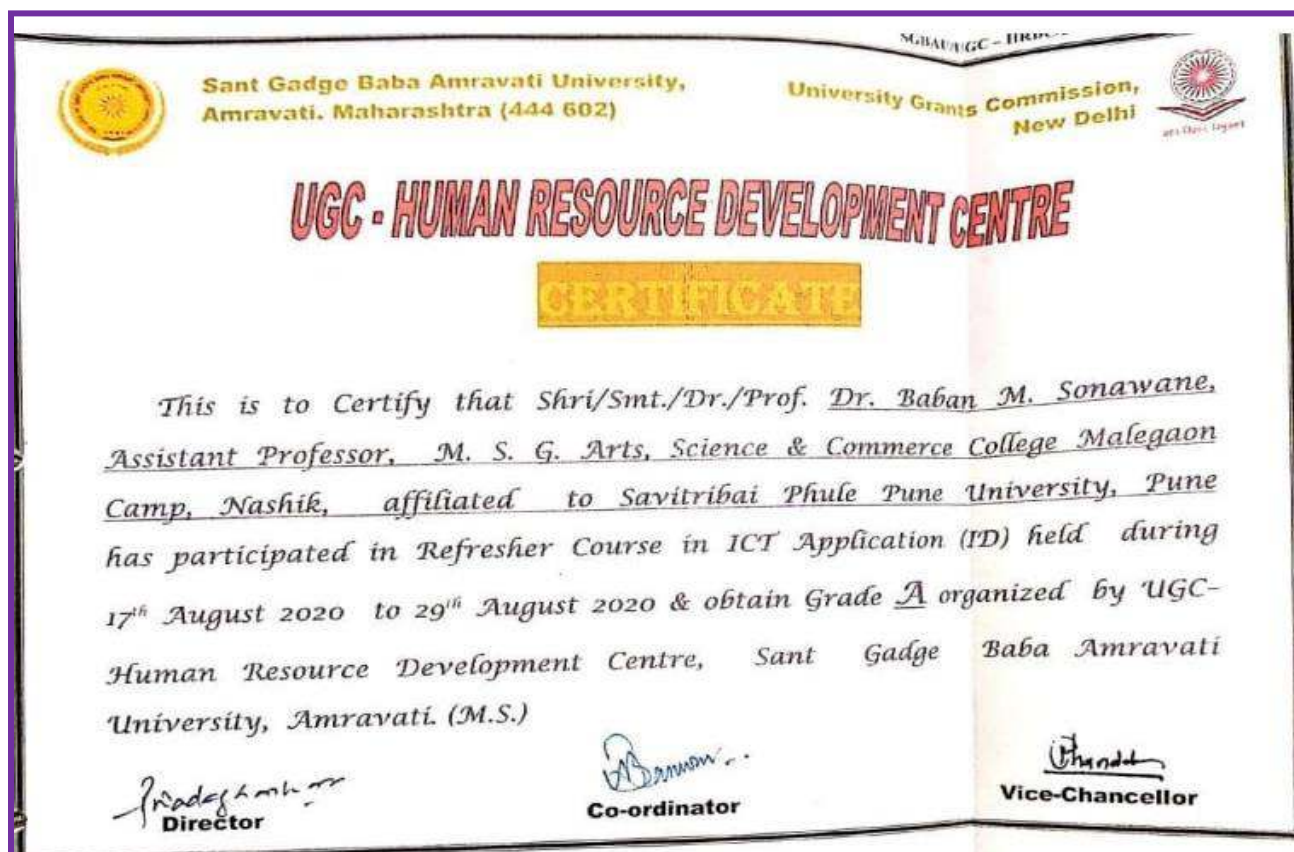 SGBAU/UGC – HRDC
Sant Gadge Baba Amravati University,
Amravati. Maharashtra (444 602)
University Grants Commission,
New Delhi
UGC - HUMAN RESOURCE DEVELOPMENT CENTRE
CERTIFICATE
This is to Certify that Shri/Smt./Dr./Prof. Dr. Baban M. Sonawane,
Assistant Professor, M. S. G. Arts, Science & Commerce College Malegaon
Camp, Nashik, affiliated to Savitribai Phule Pune University, Pune
has participated in Refresher Course in ICT Application (ID) held during
17th August 2020 to 29th August 2020 & obtain Grade A organized by UGC-
Human Resource Development Centre, Sant Gadge Baba Amravati
University, Amravati. (M.S.)
Director
Co-ordinator
Vice-Chancellor